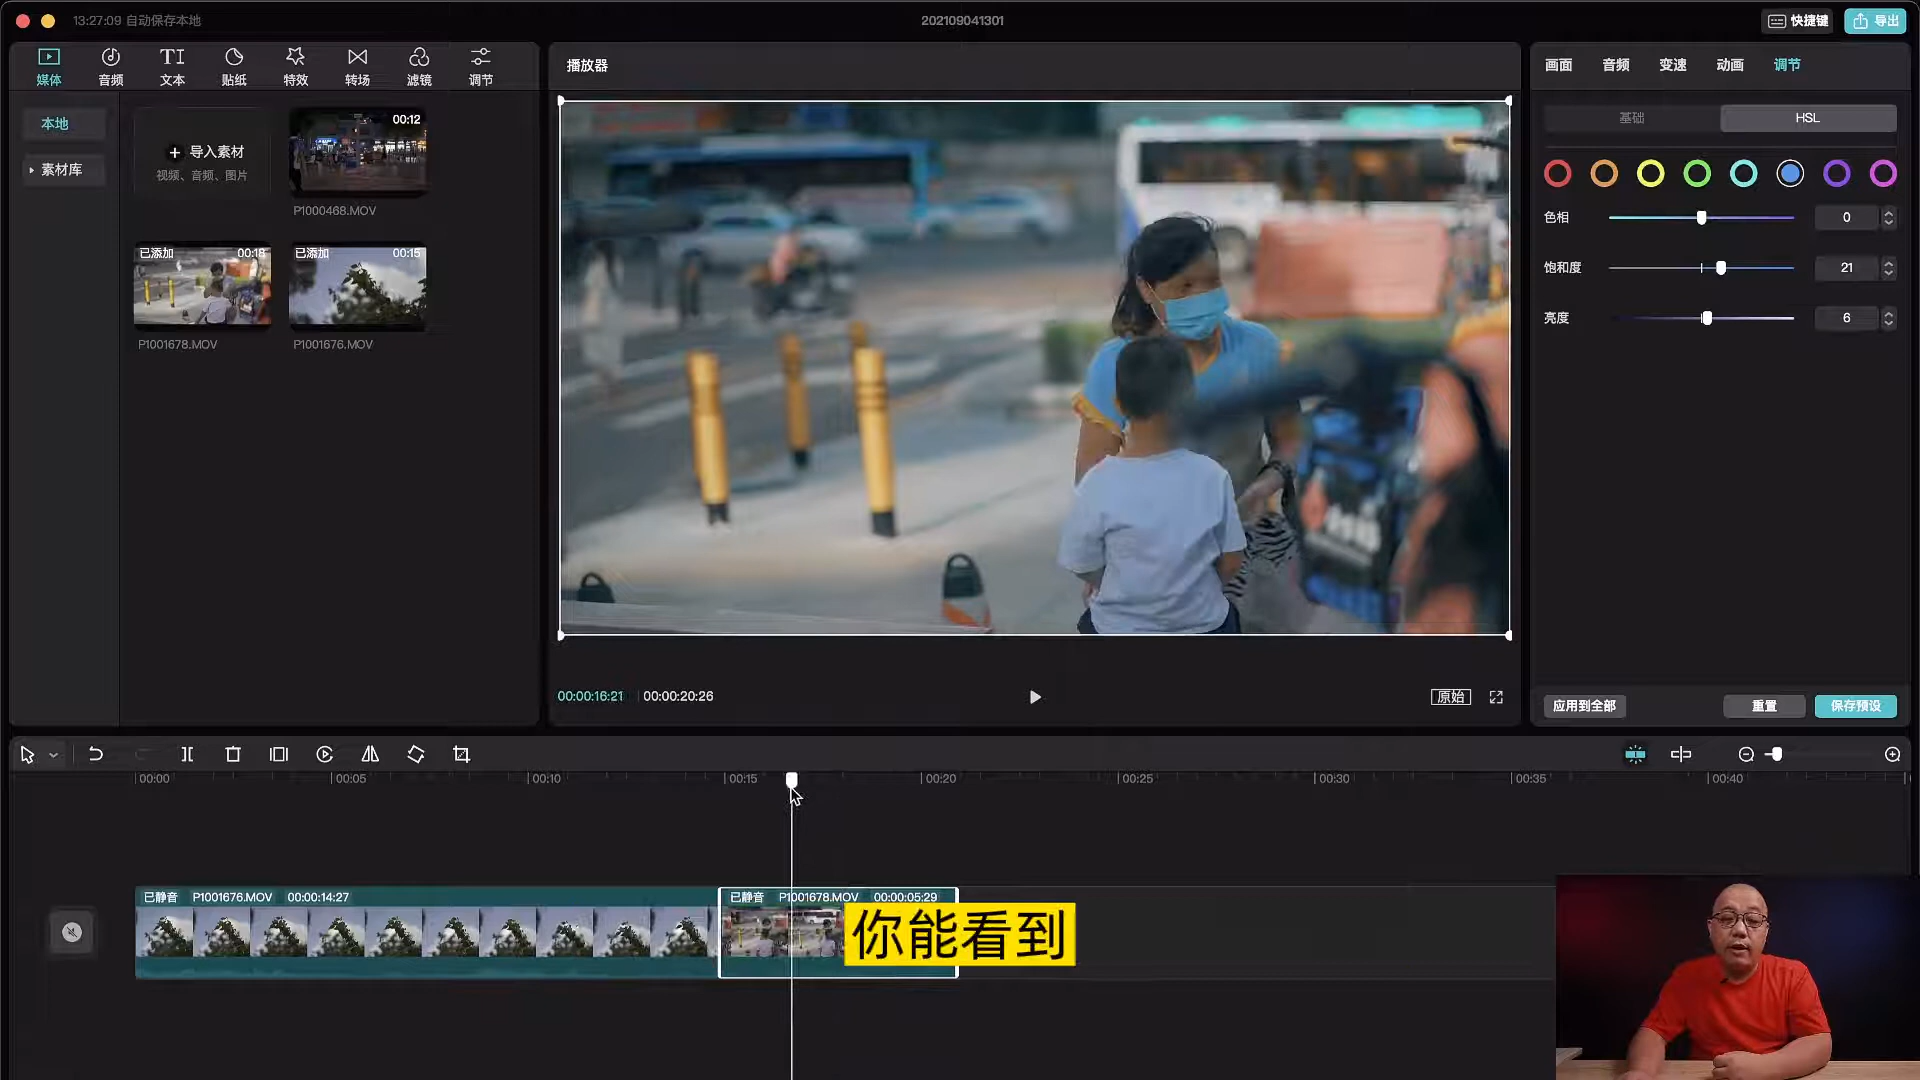 13:27:09 自动保存本地
202109041301
快捷键
导出
媒体
音频
文本
贴纸
特效
转场
滤镜
调节
本地
素材库
导入素材
视频、音频、图片
00:12
P1000468.MOV
已添加
00:18
P1001678.MOV
已添加
00:15
P1001676.MOV
播放器
00:00:16:21
00:00:20:26
原始
画面
音频
变速
动画
调节
基础
HSL
色相
0
饱和度
21
亮度
6
应用到全部
重置
保存预设
00:00
00:05
00:10
00:15
00:20
00:25
00:30
00:35
00:40
已静音 P1001676.MOV 00:00:14:27
已静音 P1001678.MOV 00:00:05:29
你能看到